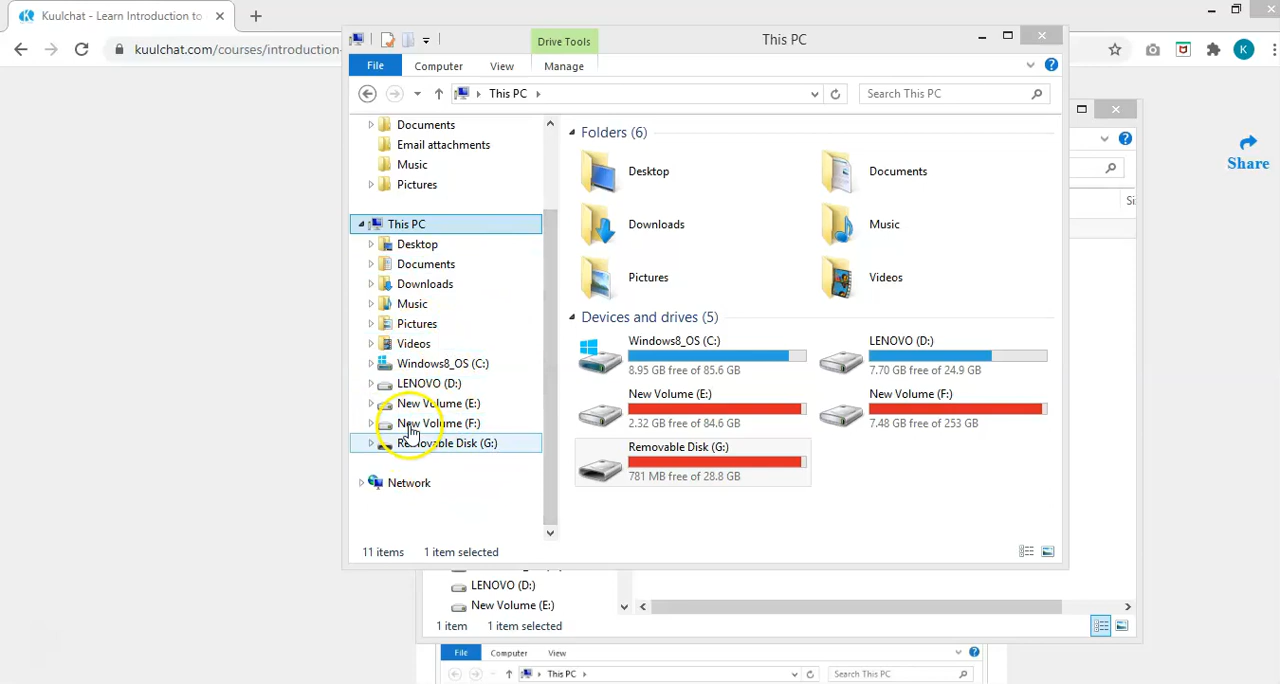 Kuulchat - Learn Introduction to
kuulchat.com/courses/introduction-
K
Drive Tools
This PC
File
Computer
View
Manage
This PC
Search This PC
Documents
Email attachments
Music
Pictures
This PC
Desktop
Documents
Downloads
Music
Pictures
Videos
Windows8_OS (C:)
LENOVO (D:)
New Volume (E:)
New Volume (F:)
Removable Disk (G:)
Network
Folders (6)
Desktop
Documents
Downloads
Music
Pictures
Videos
Devices and drives (5)
Windows8_OS (C:)
8.95 GB free of 85.6 GB
LENOVO (D:)
7.70 GB free of 24.9 GB
New Volume (E:)
2.32 GB free of 84.6 GB
New Volume (F:)
7.48 GB free of 253 GB
Removable Disk (G:)
781 MB free of 28.8 GB
11 items
1 item selected
Share
LENOVO (D:)
New Volume (E:)
1 item
1 item selected
File
Computer
View
This PC
Search This PC